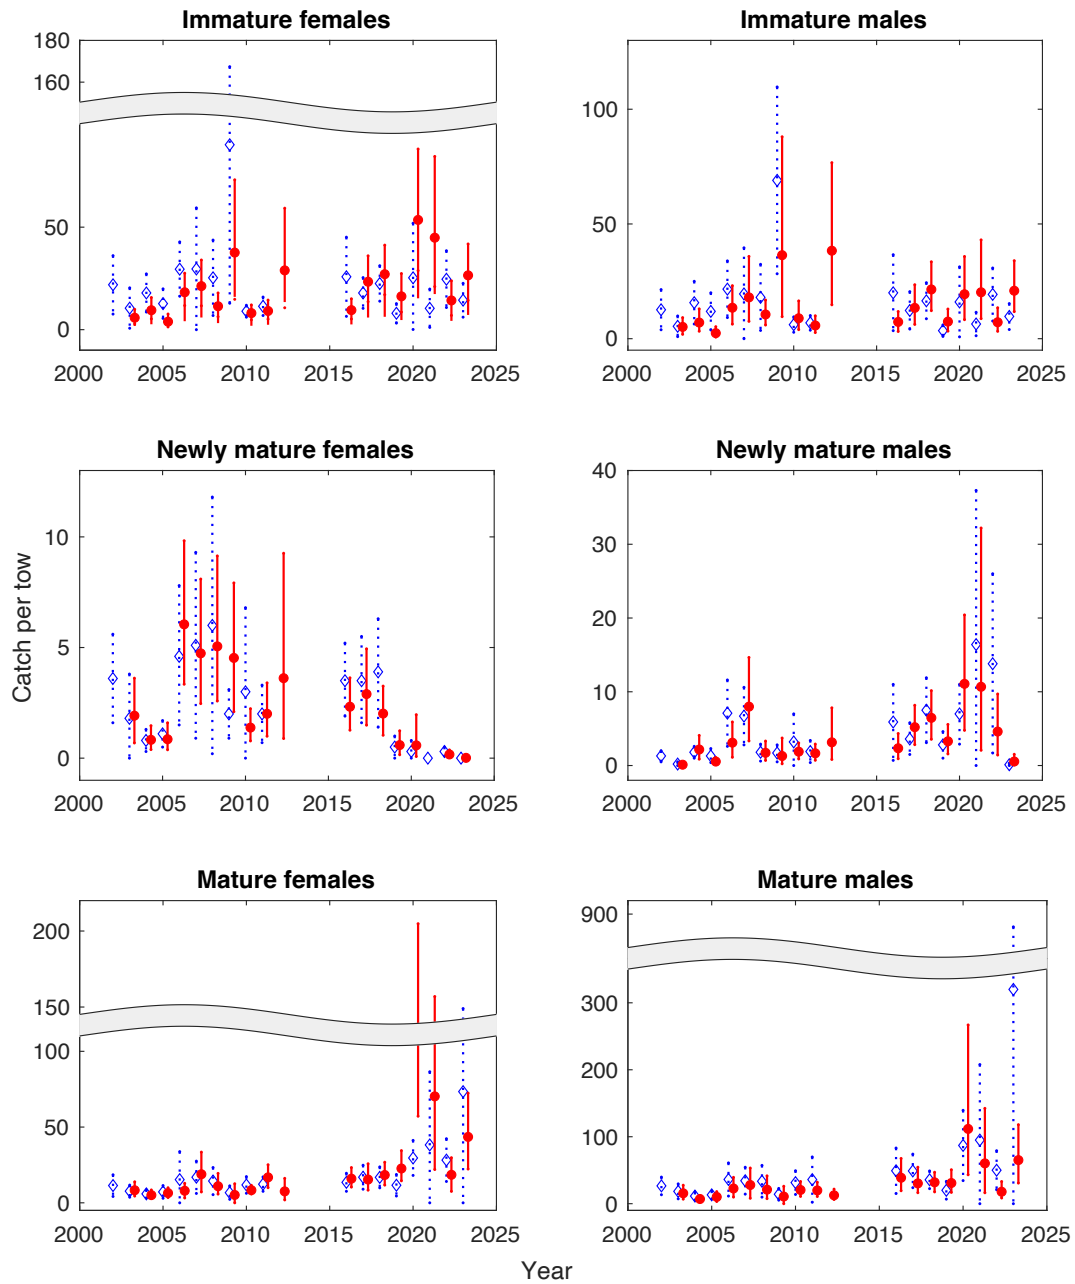 Immature females
180
160
50
0
2000 2005 2010 2015 2020 2025
Immature males
100
50
0
2000 2005 2010 2015 2020 2025
Newly mature females
10
5
0
2000 2005 2010 2015 2020 2025
Newly mature males
40
30
20
10
0
2000 2005 2010 2015 2020 2025
Catch per tow
Mature females
200
150
100
50
0
2000 2005 2010 2015 2020 2025
Mature males
900
300
200
100
0
2000 2005 2010 2015 2020 2025
Year